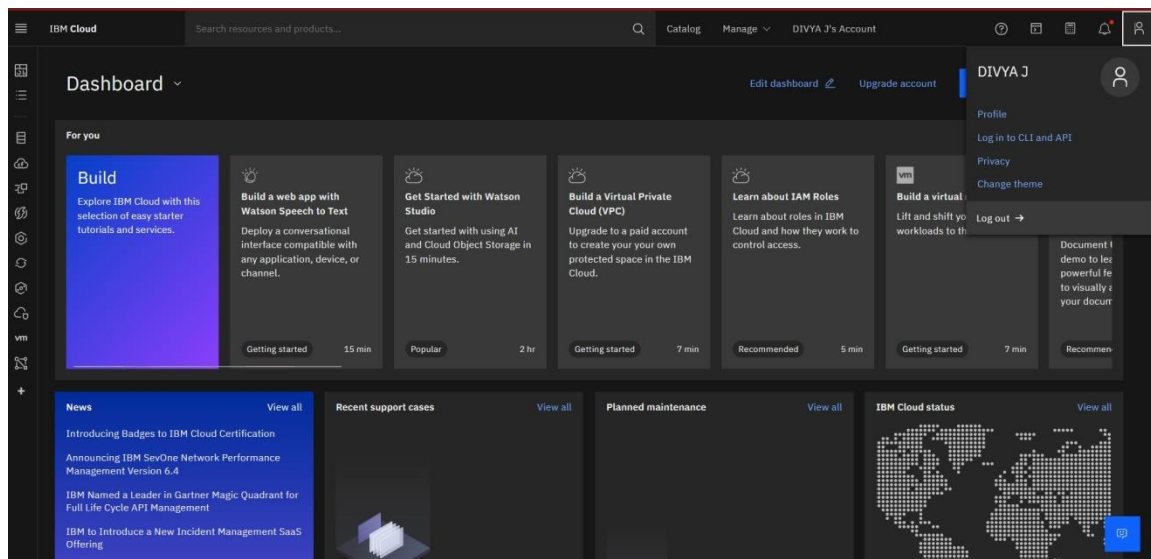 IBM Cloud
Search resources and products...
Catalog
Manage
DIVYA J's Account
DIVYA J
Profile
Log in to CLI and API
Privacy
Change theme
Log out →
Dashboard
Edit dashboard
Upgrade account
For you
Build
Explore IBM Cloud with this
selection of easy starter
tutorials and services.
Build a web app with
Watson Speech to Text
Deploy a conversational
interface compatible with
any application, device, or
channel.
Getting started
15 min
Get Started with Watson
Studio
Get started with using AI
and Cloud Object Storage in
15 minutes.
Popular
2 hr
Build a Virtual Private
Cloud (VPC)
Upgrade to a paid account
to create your your own
protected space in the IBM
Cloud.
Getting started
7 min
Learn about IAM Roles
Learn about roles in IBM
Cloud and how they work to
control access.
Recommended
5 min
vm
Build a virtual
Lift and shift yo
workloads to th
Getting started
7 min
Document
demo to lea
powerful fe
to visually a
your docum
Recommen
vm
News
View all
Introducing Badges to IBM Cloud Certification
Announcing IBM SevOne Network Performance
Management Version 6.4
IBM Named a Leader in Gartner Magic Quadrant for
Full Life Cycle API Management
IBM to Introduce a New Incident Management SaaS
Offering
Recent support cases
View all
Planned maintenance
View all
IBM Cloud status
View all